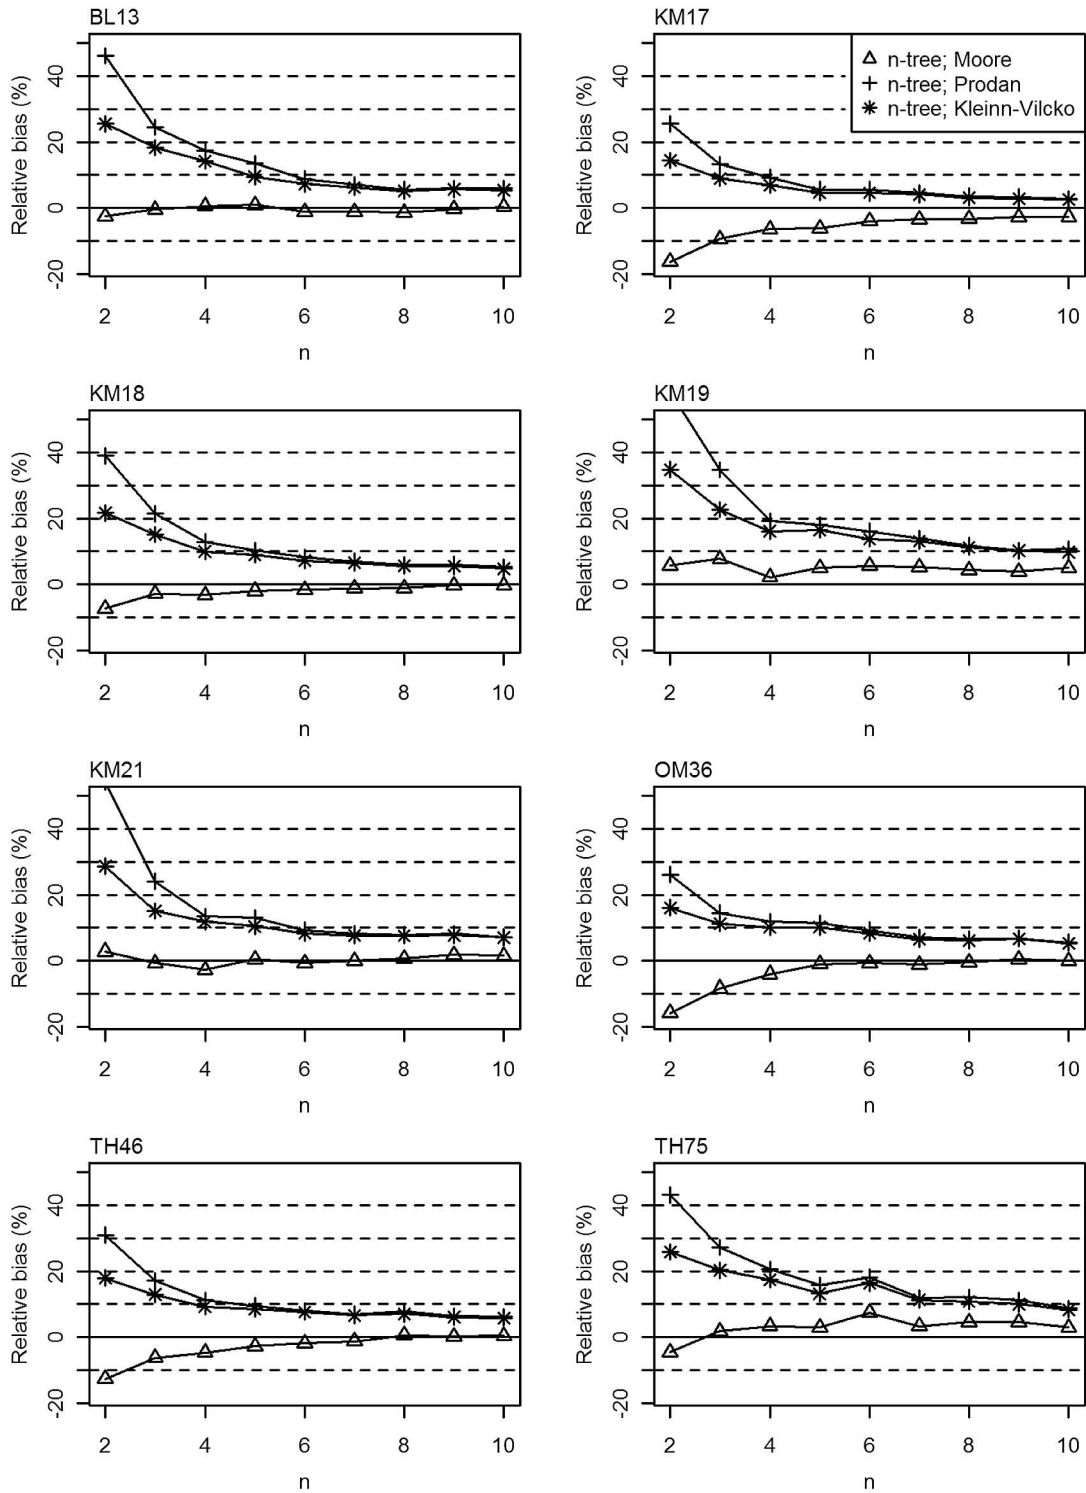 BL13
Relative bias (%)
40
20
0
-20
2 4 6 8 10
n
KM17
Relative bias (%)
40
20
0
-20
n-tree; Moore
n-tree; Prodan
n-tree; Kleinn-Vilcko
2 4 6 8 10
n
KM18
Relative bias (%)
40
20
0
-20
2 4 6 8 10
n
KM19
Relative bias (%)
40
20
0
-20
2 4 6 8 10
n
KM21
Relative bias (%)
40
20
0
-20
2 4 6 8 10
n
OM36
Relative bias (%)
40
20
0
-20
2 4 6 8 10
n
TH46
Relative bias (%)
40
20
0
-20
2 4 6 8 10
n
TH75
Relative bias (%)
40
20
0
-20
2 4 6 8 10
n